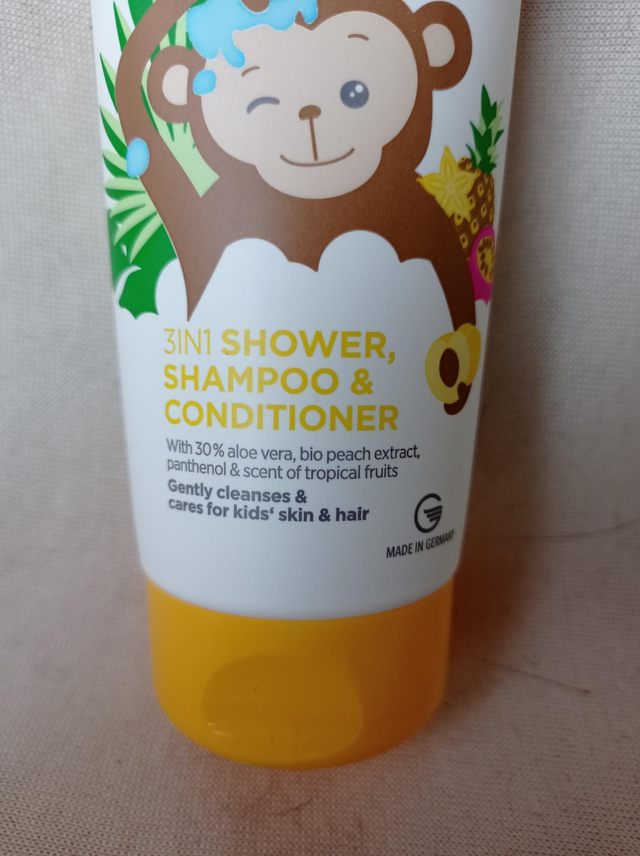 3IN1 SHOWER,
SHAMPOO &
CONDITIONER
With 30% aloe vera, bio peach extract,
panthenol & scent of tropical fruits
Gently cleanses &
cares for kids‘ skin & hair
MADE IN GERMANY